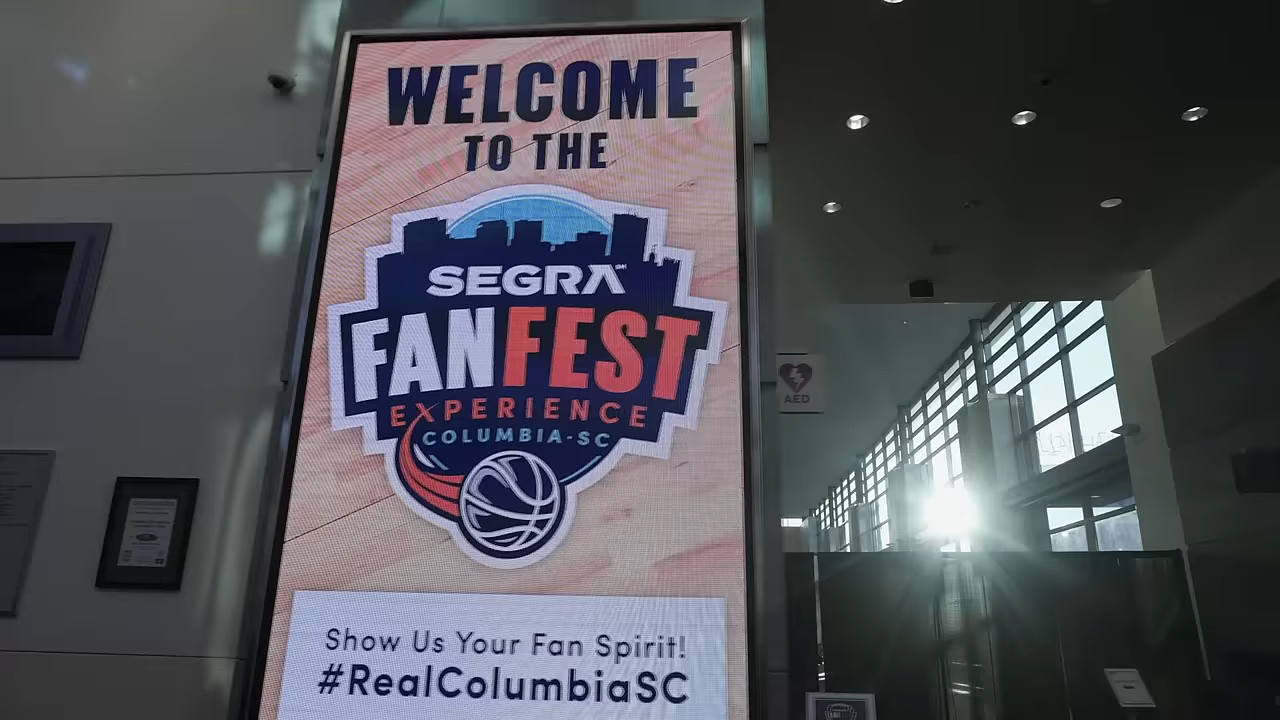 WELCOME
TO THE
SEGRA
FANFEST
EXPERIENCE
COLUMBIA-SC
Show Us Your Fan Spirit!
#RealColumbiaSC
AED